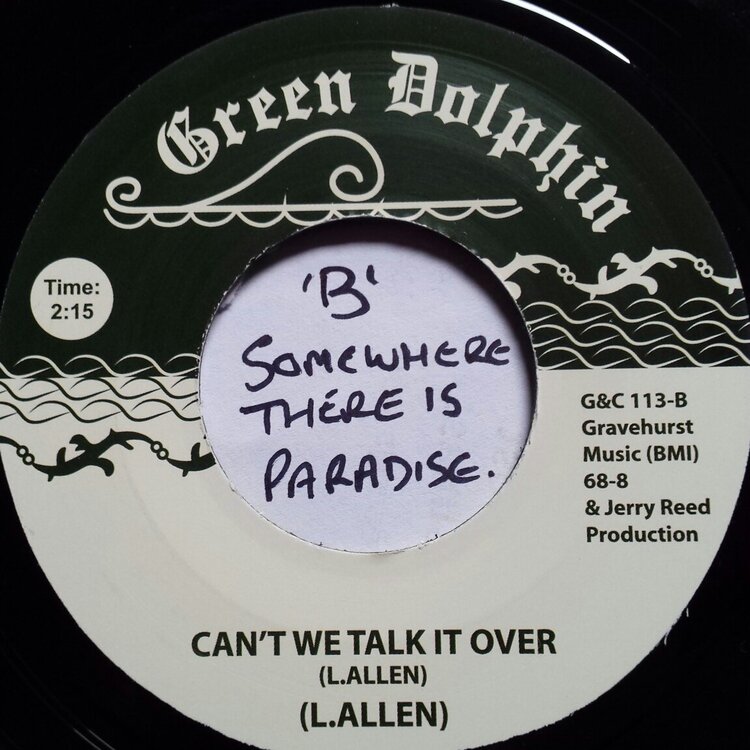 Green Dolphin
Time:
2:15
'B'
SOMEWHERE
THERE IS
PARADISE.
G&C 113-B
Gravehurst
Music (BMI)
68-8
& Jerry Reed
Production
CAN'T WE TALK IT OVER
(L.ALLEN)
(L.ALLEN)